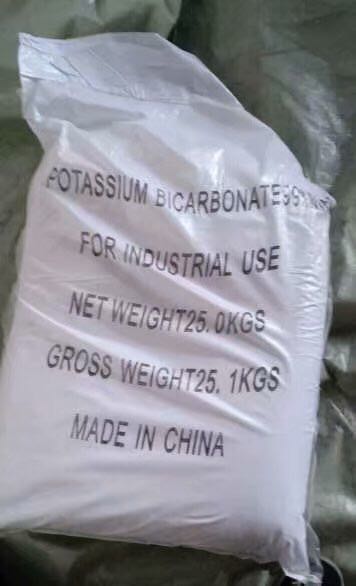 POTASSIUM BICARBONATE
FOR INDUSTRIAL USE
NET WEIGHT25.0KGS
GROSS WEIGHT25.1KGS
MADE IN CHINA